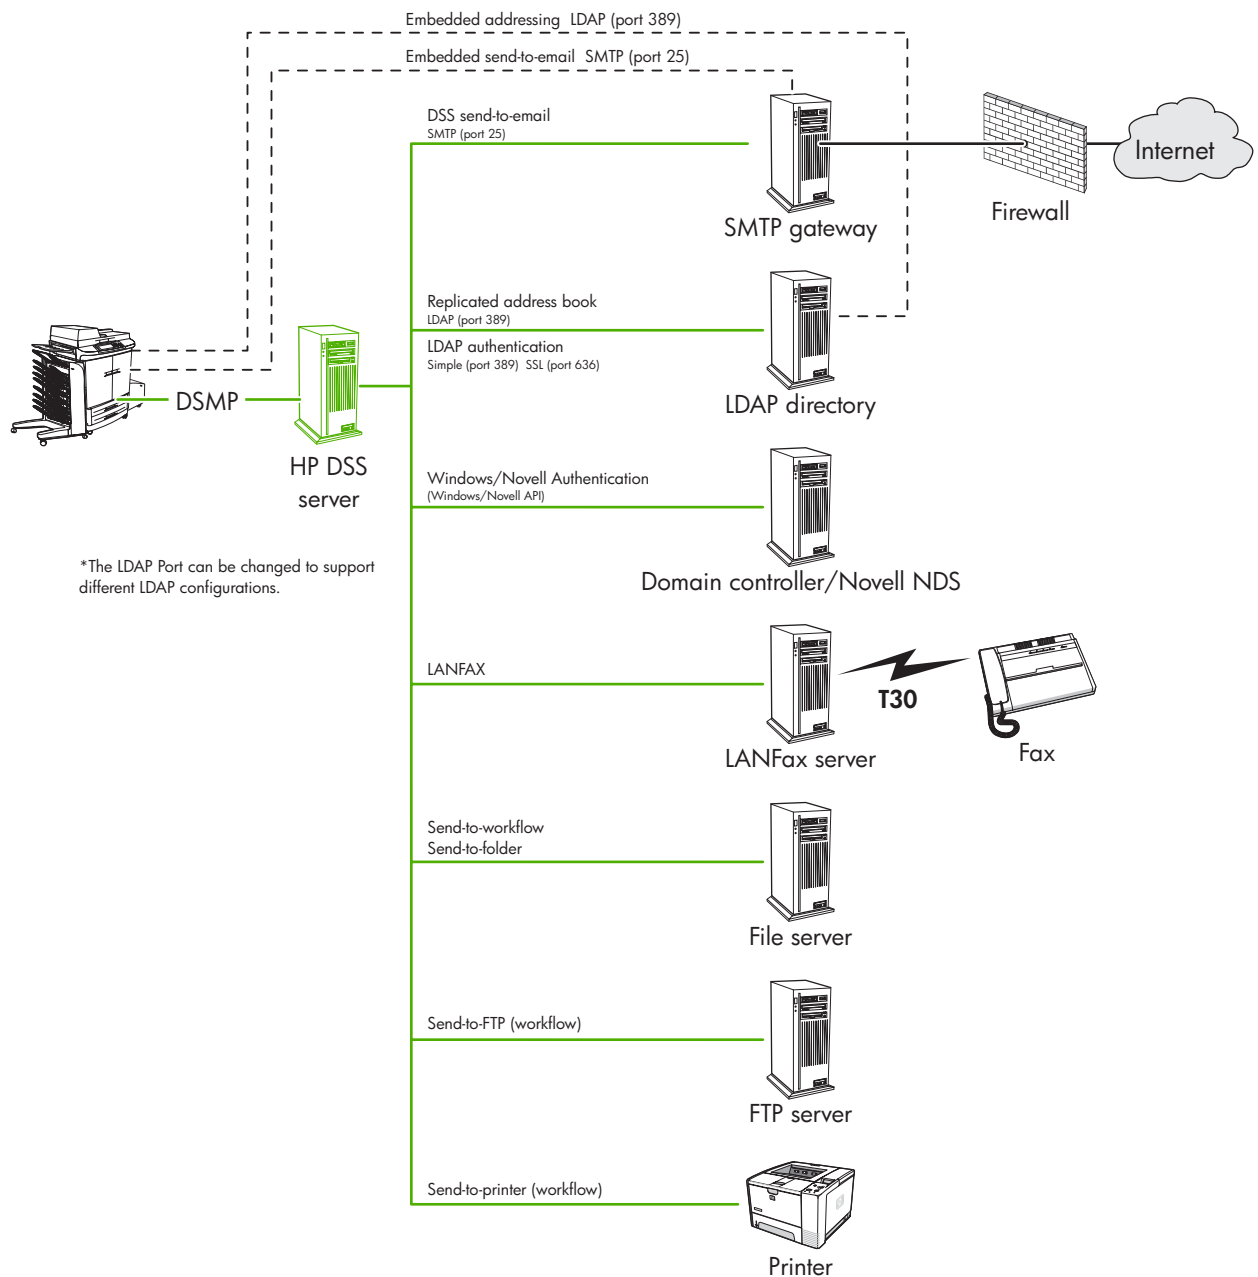 Embedded addressing LDAP (port 389)
Embedded send-to-email SMTP (port 25)
DSS send-to-email
SMTP (port 25)
Internet
Firewall
SMTP gateway
Replicated address book
LDAP (port 389)
LDAP authentication
Simple (port 389) SSL (port 636)
DSMP
LDAP directory
HP DSS
server
Windows/Novell Authentication
(Windows/Novell API)
*The LDAP Port can be changed to support
different LDAP configurations.
Domain controller/Novell NDS
LANFAX
T30
LANFax server
Fax
Send-to-workflow
Send-to-folder
File server
Send-to-FTP (workflow)
FTP server
Send-to-printer (workflow)
Printer